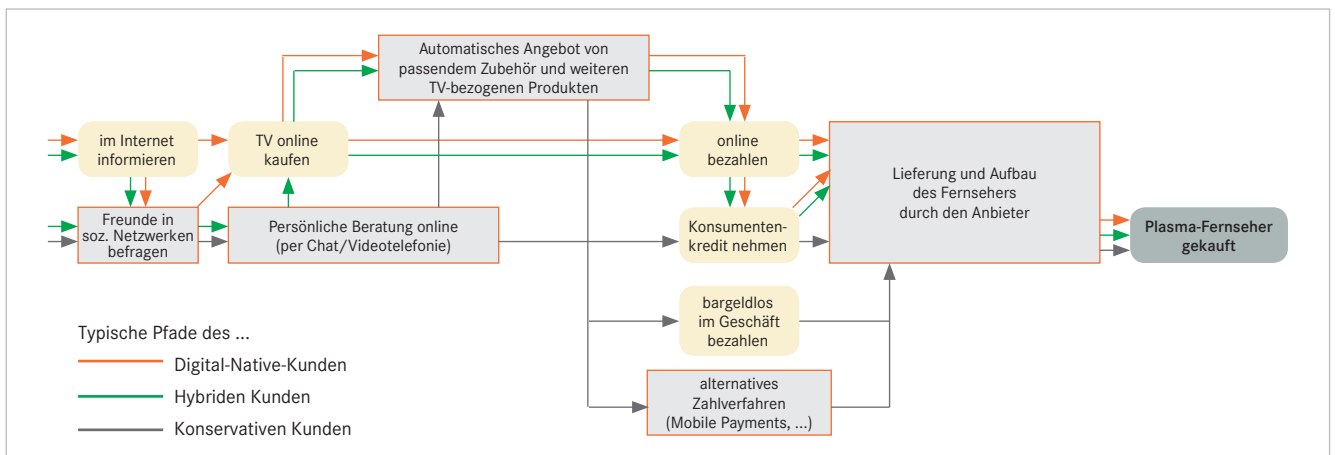 Automatisches Angebot von
passendem Zubehör und weiteren
TV-bezogenen Produkten
im Internet
informieren
TV online
kaufen
online
bezahlen
Lieferung und Aufbau
des Fernsehers
durch den Anbieter
Freunde in
soz. Netzwerken
befragen
Persönliche Beratung online
(per Chat/Videotelefonie)
Konsumenten-
kredit nehmen
Plasma-Fernseher
gekauft
bargeldlos
im Geschäft
bezahlen
alternatives
Zahlverfahren
(Mobile Payments, ...)
Typische Pfade des ...
Digital-Native-Kunden
Hybriden Kunden
Konservativen Kunden